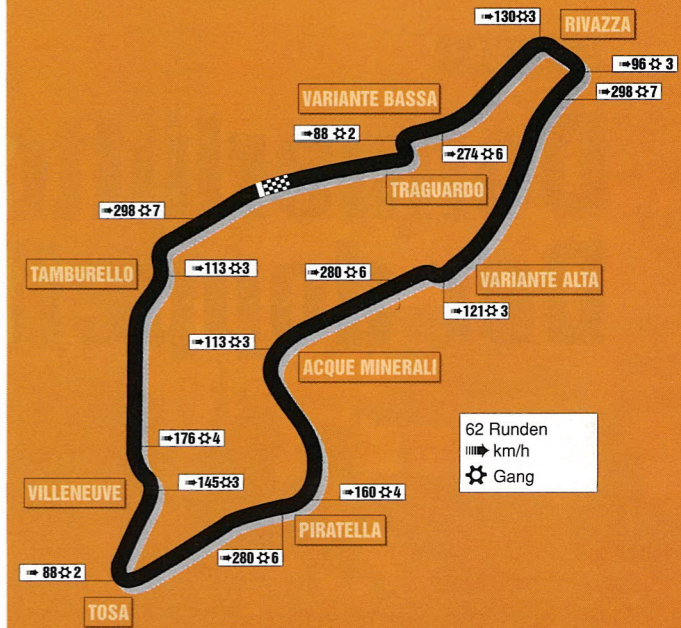 130 3
RIVAZZA
96 3
298 7
VARIANTE BASSA
88 2
274 6
TRAGUARDO
298 7
TAMBURELLO
113 3
280 6
VARIANTE ALTA
121 3
113 3
ACQUE MINERALI
62 Runden
km/h
Gang
176 4
VILLENEUVE
145 3
160 4
PIRATELLA
280 6
88 2
TOSA